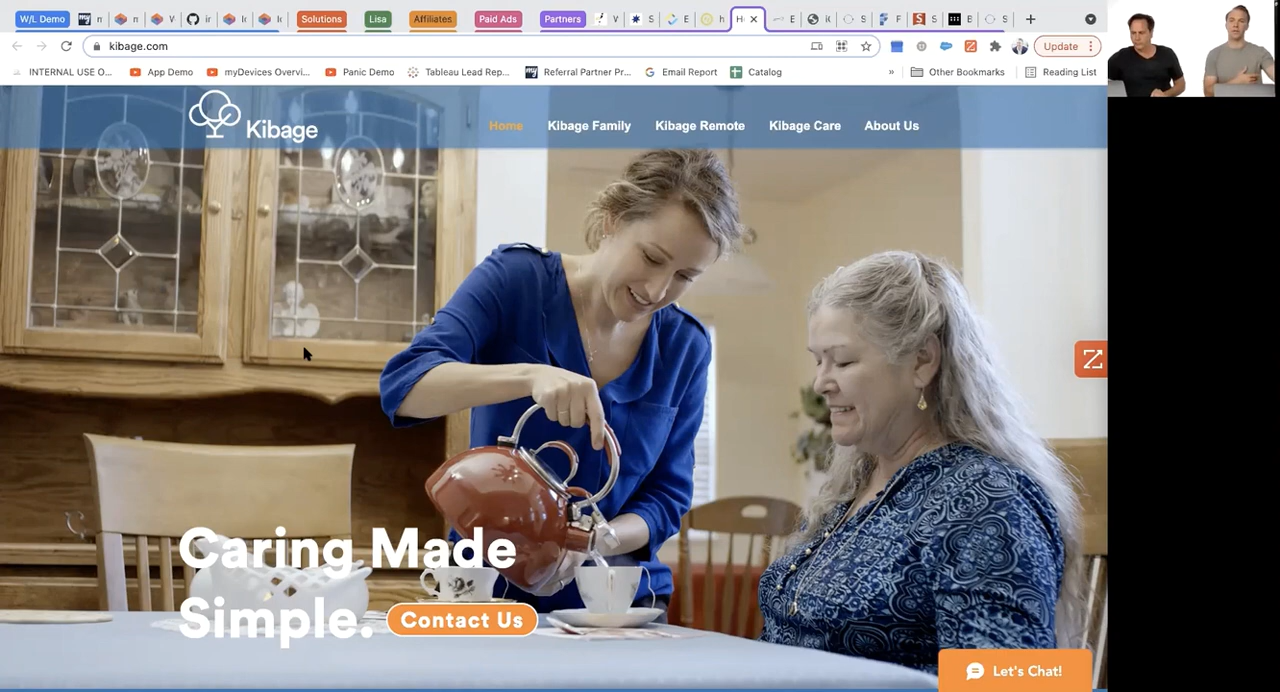 W/L Demo Solutions Lisa Affiliates Paid Ads Partners
kibage.com Update
INTERNAL USE O... App Demo myDevices Overvi... Panic Demo Tableau Lead Rep... Referral Partner Pr... Email Report Catalog » Other Bookmarks Reading List
Kibage Home Kibage Family Kibage Remote Kibage Care About Us
Caring Made
Simple. Contact Us
Let's Chat!